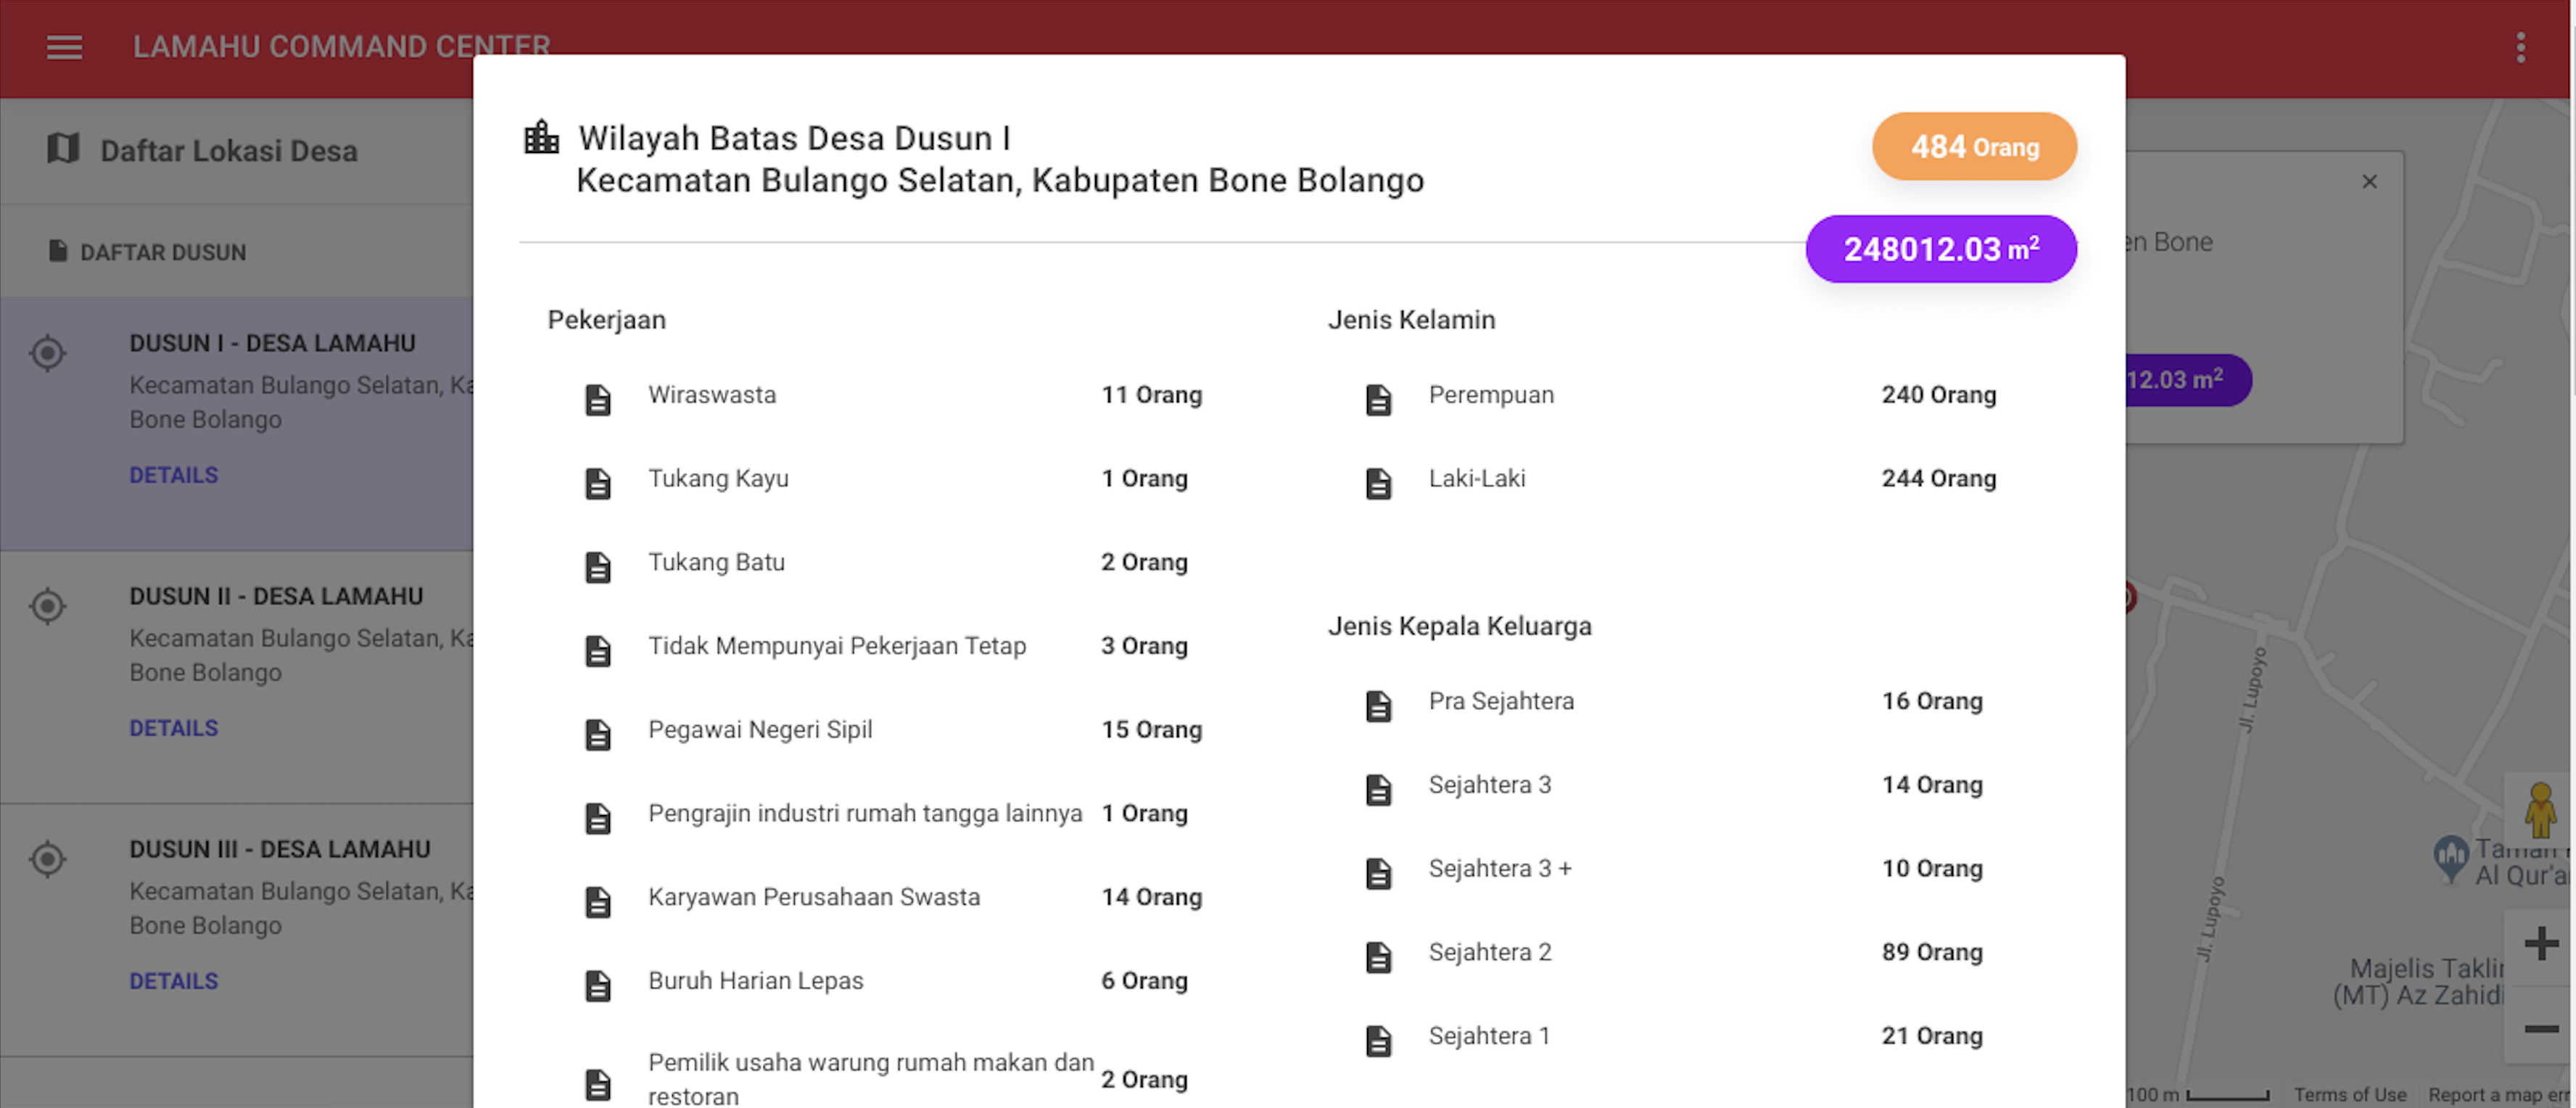 LAMAHU COMMAND CENTER
Daftar Lokasi Desa
DAFTAR DUSUN
DUSUN I - DESA LAMAHU
Kecamatan Bulango Selatan,
Bone Bolango
DETAILS
DUSUN II - DESA LAMAHU
Kecamatan Bulango Selatan,
Bone Bolango
DETAILS
DUSUN III - DESA LAMAHU
Kecamatan Bulango Selatan,
Bone Bolango
DETAILS
Wilayah Batas Desa Dusun I
Kecamatan Bulango Selatan, Kabupaten Bone Bolango
484 Orang
248012.03 m²
Pekerjaan
Wiraswasta 11 Orang
Tukang Kayu 1 Orang
Tukang Batu 2 Orang
Tidak Mempunyai Pekerjaan Tetap 3 Orang
Pegawai Negeri Sipil 15 Orang
Pengrajin industri rumah tangga lainnya 1 Orang
Karyawan Perusahaan Swasta 14 Orang
Buruh Harian Lepas 6 Orang
Pemilik usaha warung rumah makan dan
restoran 2 Orang
Jenis Kelamin
Perempuan 240 Orang
Laki-Laki 244 Orang
Jenis Kepala Keluarga
Pra Sejahtera 16 Orang
Sejahtera 3 14 Orang
Sejahtera 3 + 10 Orang
Sejahtera 2 89 Orang
Sejahtera 1 21 Orang
en Bone
12.03 m²
Jl. Lupoyo
Jl. Lupoyo
Taman
Al Qur'a
Majelis Taklim
(MT) Az Zahidi
100 m
Terms of Use
Report a map